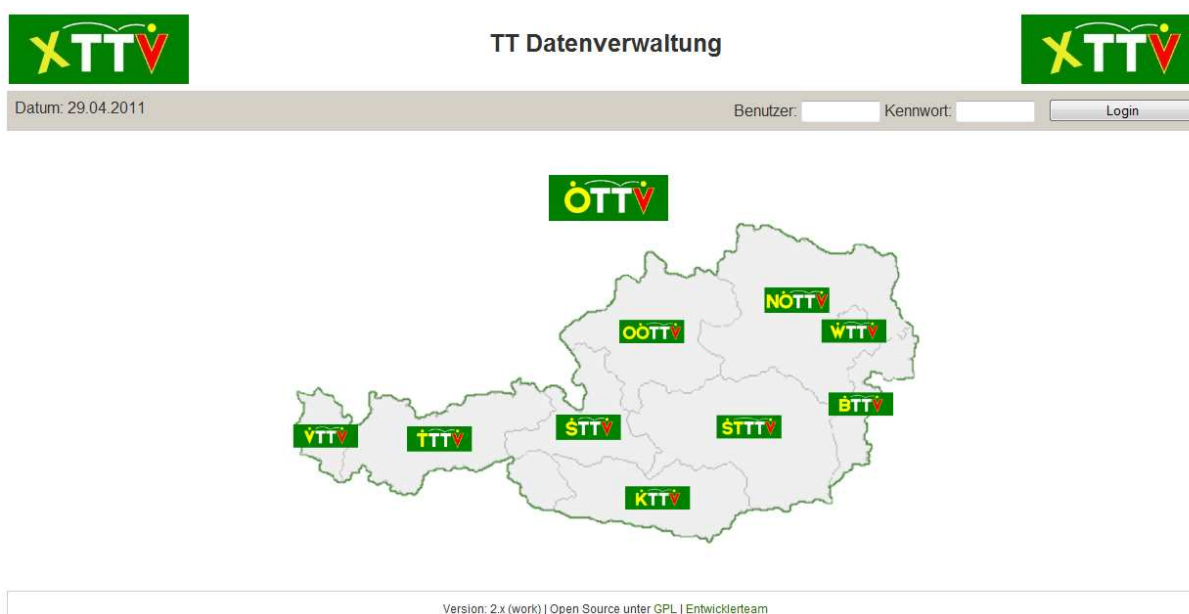 XTTV
TT Datenverwaltung
XTTV
Datum: 29.04.2011
Benutzer:
Kennwort:
Login
ÖTTV
NÖTTV
OÖTTV
WTTV
BTTV
VTTV
TTTV
STTV
STTTV
KTTV
Version: 2.x (work) | Open Source unter GPL | Entwicklerteam